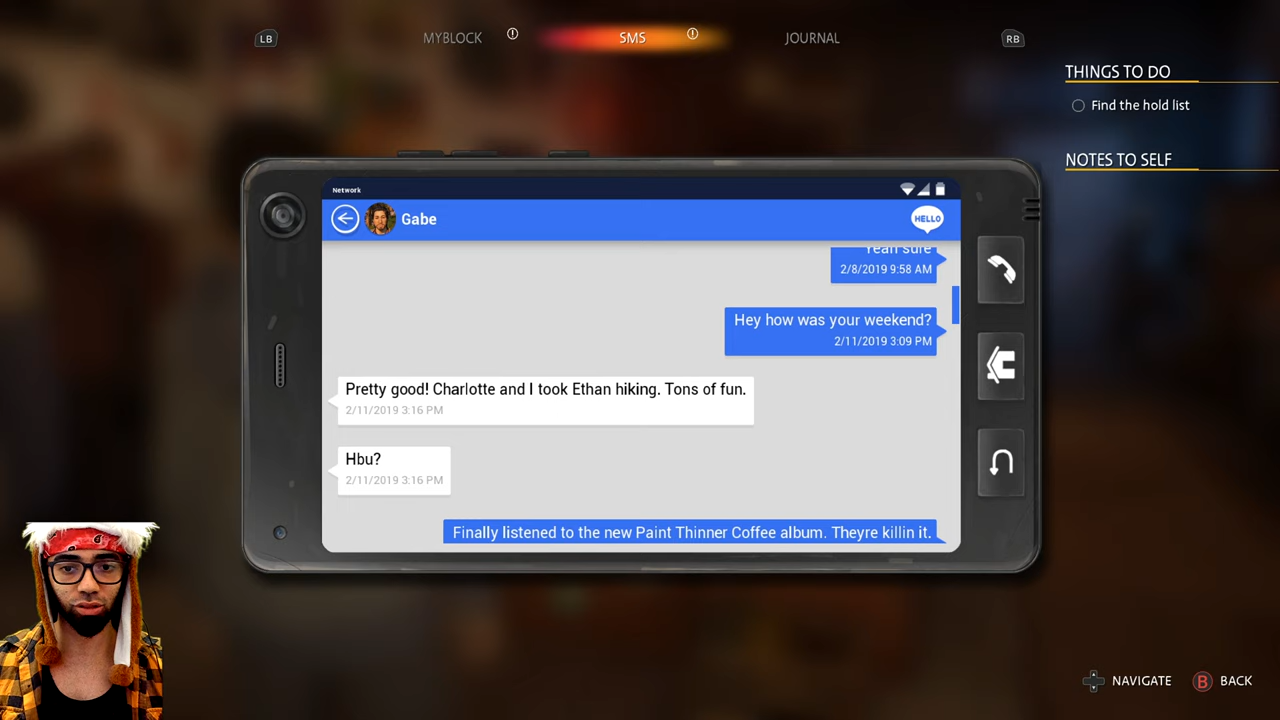 LB
MYBLOCK
SMS
JOURNAL
RB
THINGS TO DO
Find the hold list
NOTES TO SELF
Network
Gabe
HELLO
Yeah sure
2/8/2019 9:58 AM
Hey how was your weekend?
2/11/2019 3:09 PM
Pretty good! Charlotte and I took Ethan hiking. Tons of fun.
2/11/2019 3:16 PM
Hbu?
2/11/2019 3:16 PM
Finally listened to the new Paint Thinner Coffee album. Theyre killin it.
NAVIGATE
B BACK